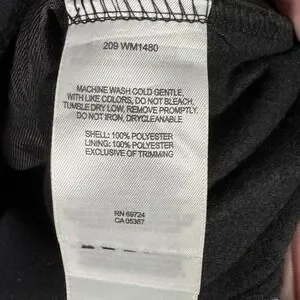 209 WM1480
MACHINE WASH COLD GENTLE,
WITH LIKE COLORS, DO NOT BLEACH,
TUMBLE DRY LOW, REMOVE PROMPTLY,
DO NOT IRON, DRYCLEANABLE
SHELL: 100% POLYESTER
LINING: 100% POLYESTER
EXCLUSIVE OF TRIMMING
RN 69724
CA 05367